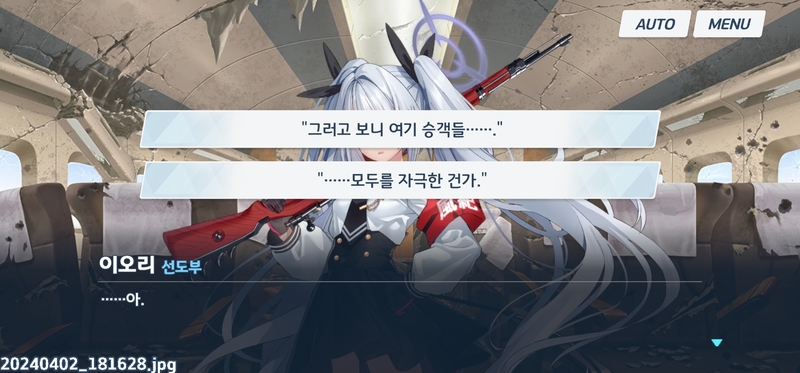 AUTO MENU
"그러고 보니 여기 승객들……."
"……모두를 자극한 건가."
이오리 선도부
……아.
20240402_181628.jpg